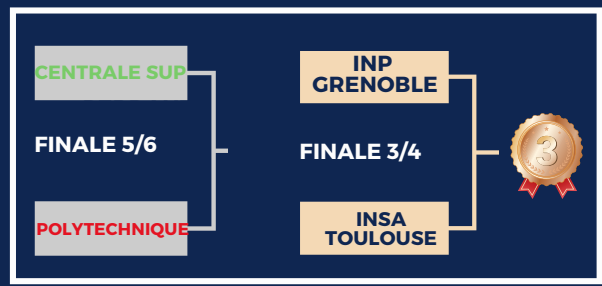 CENTRALE SUP
FINALE 5/6
POLYTECHNIQUE
INP
GRENOBLE
FINALE 3/4
INSA
TOULOUSE
3